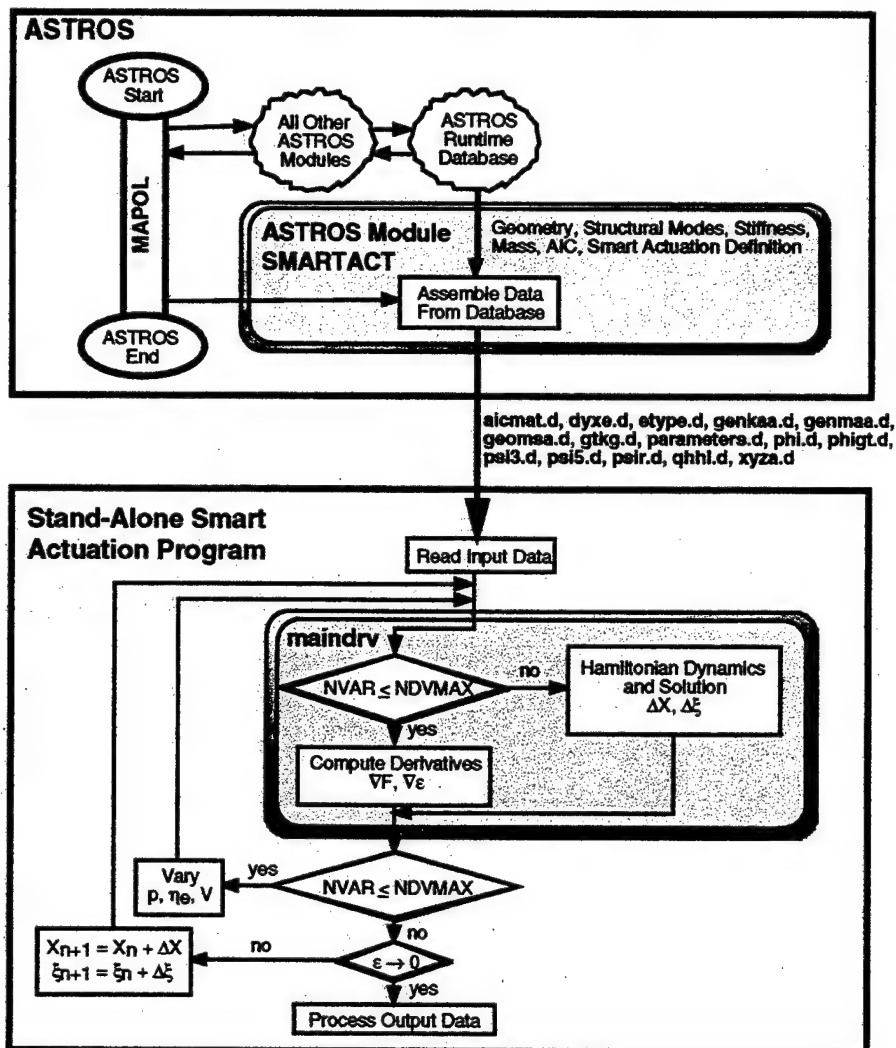 ASTROS
ASTROS
Start
All Other
ASTROS
Modules
ASTROS
Runtime
Database
MAPOL
ASTROS Module
SMARTACT
Geometry, Structural Modes, Stiffness,
Mass, AIC, Smart Actuation Definition
Assemble Data
From Database
ASTROS
End
aicmat.d, dyxe.d, etype.d, genkaa.d, genmaa.d,
geomsa.d, gtkg.d, parameters.d, phi.d, phigt.d,
psi3.d, psi5.d, psir.d, qhhl.d, xyza.d
Stand-Alone Smart
Actuation Program
Read Input Data
maindrv
NVAR ≤ NDVMAX
no
Hamiltonian Dynamics
and Solution
ΔX, Δξ
yes
Compute Derivatives
∇F, ∇ε
Vary
p, ηe, V
yes
NVAR ≤ NDVMAX
no
Xn+1 = Xn + ΔX
ξn+1 = ξn + Δξ
no
ε → 0
yes
Process Output Data